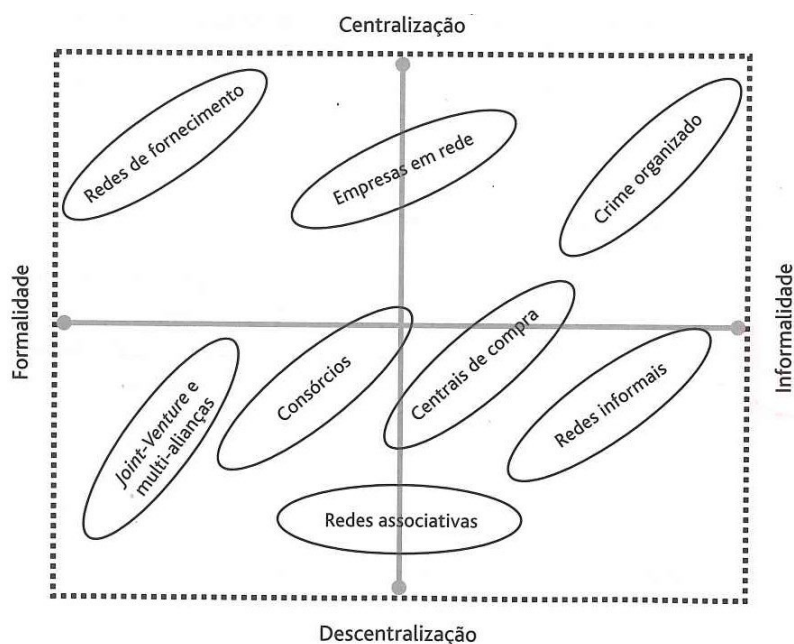 Centralização
Redes de fornecimento
Empresas em rede
Crime organizado
Formalidade
Informalidade
Joint-Venture e
multi-alianças
Consórcios
Centrais de compra
Redes informais
Redes associativas
Descentralização